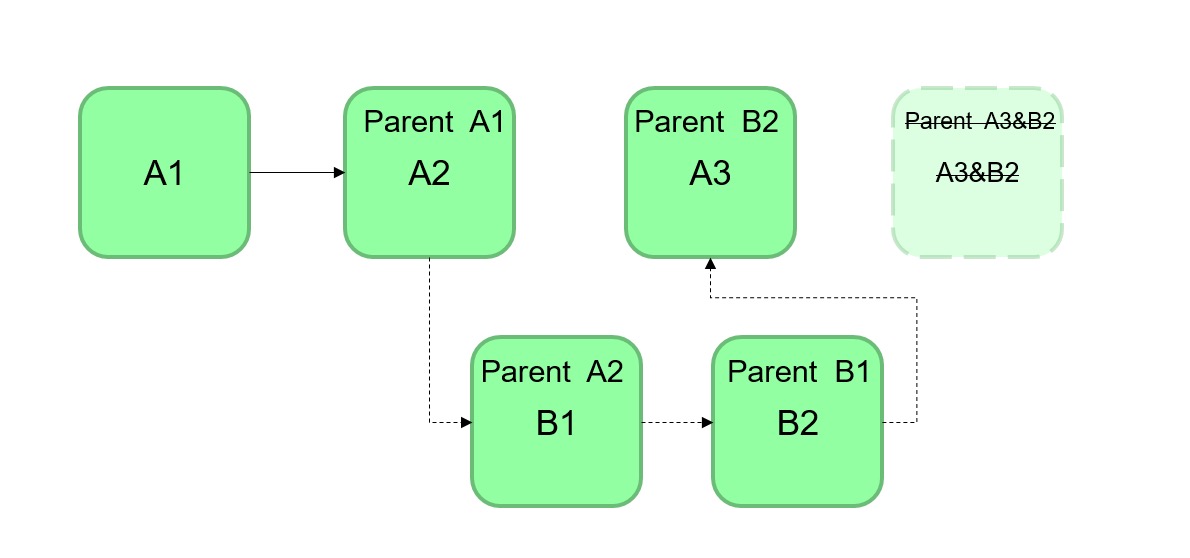 A1
Parent A1
A2
Parent B2
A3
Parent A3&B2
A3&B2
Parent A2
B1
Parent B1
B2